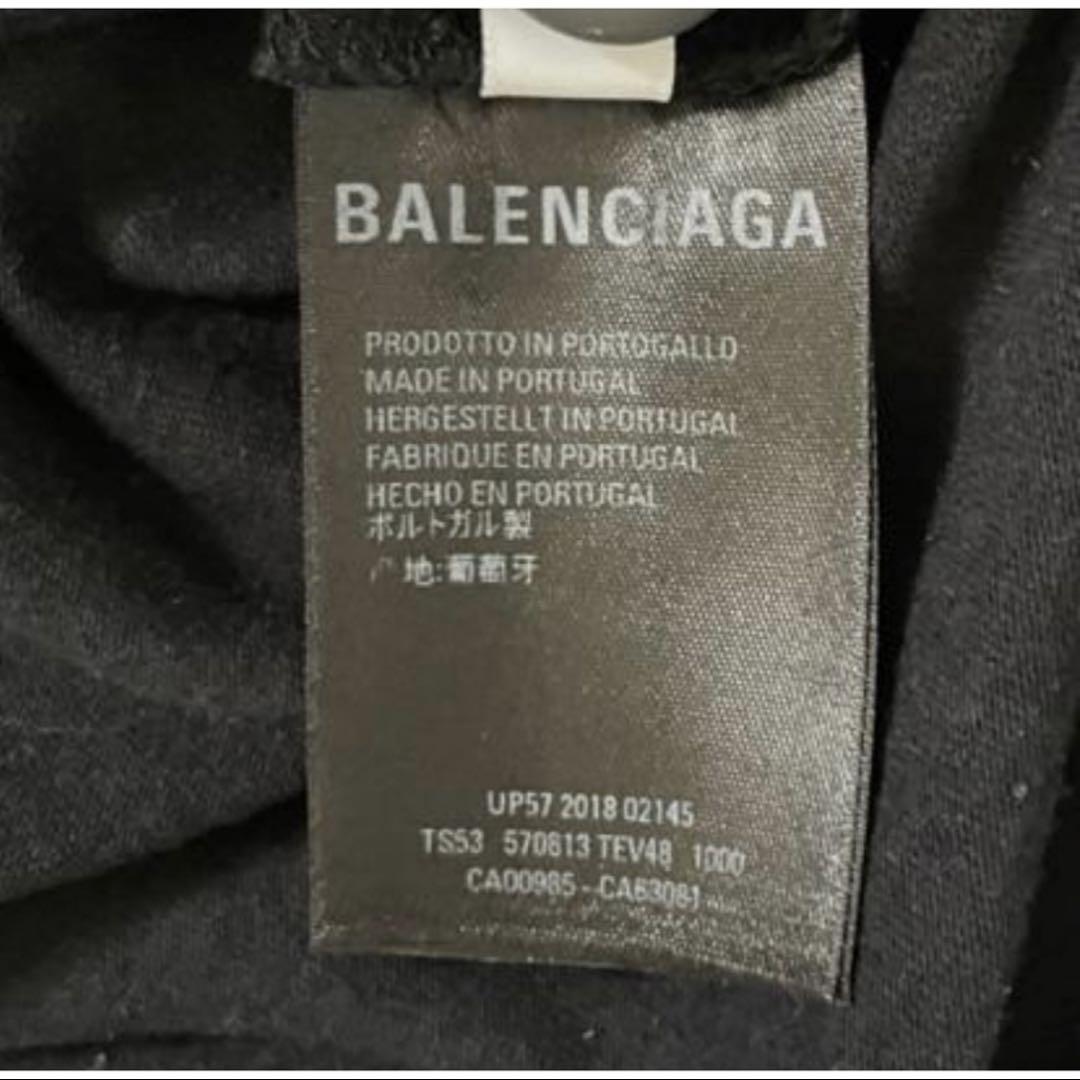 BALENCIAGA
PRODOTTO IN PORTOGALLO
MADE IN PORTUGAL
HERGESTELLT IN PORTUGAL
FABRIQUE EN PORTUGAL
HECHO EN PORTUGAL
ポルトガル製
地:葡萄牙
UP57 2018 02145
TS53 570813 TEV48 1000
CA00985 - CA63081